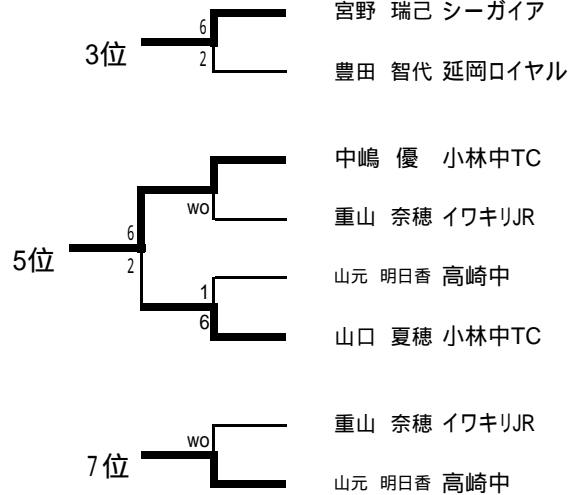 6 宮野 瑞己 シーガイア
3位
2 豊田 智代 延岡ロイヤル
中嶋 優 小林中TC
wo 重山 奈穂 イワキリJR
6
5位
2
1 山元 明日香 高崎中
6 山口 夏穂 小林中TC
wo 重山 奈穂 イワキリJR
7位
山元 明日香 高崎中